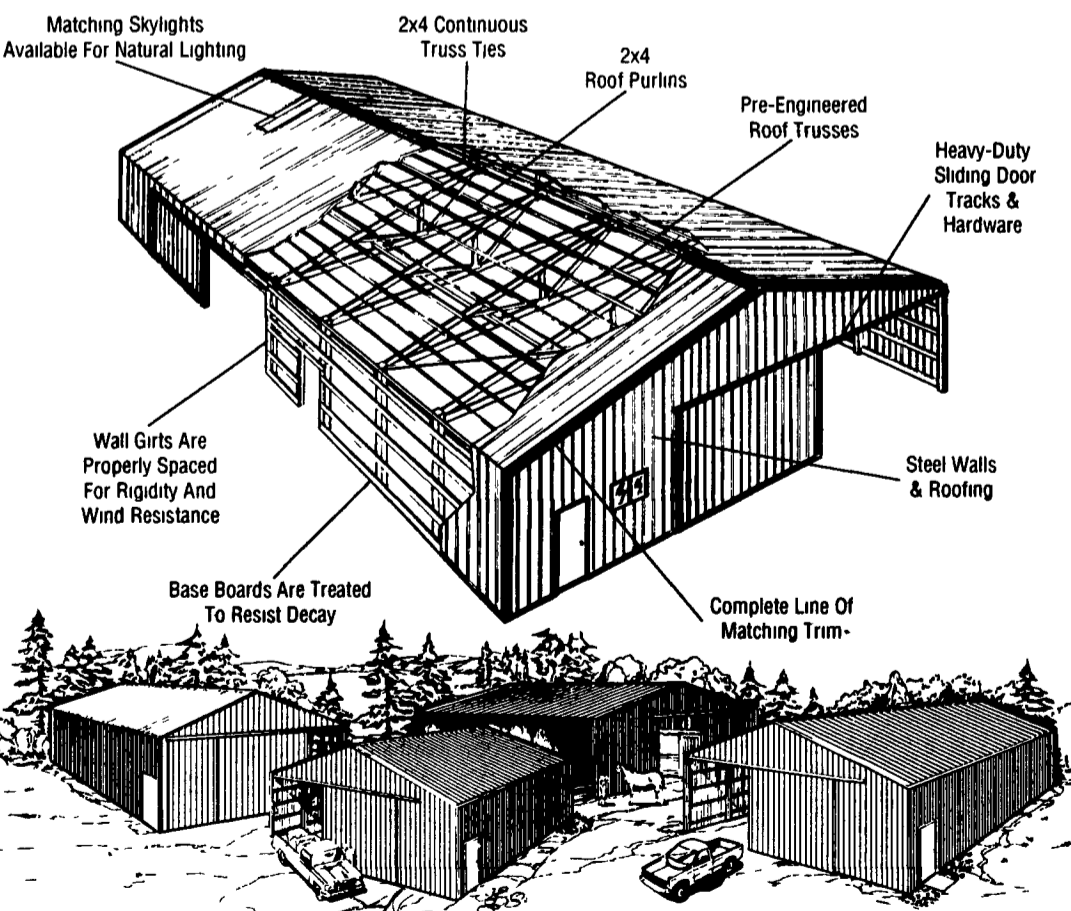 Matching Skylights
Available For Natural Lighting
2x4 Continuous
Truss Ties
2x4
Roof Purlins
Pre-Engineered
Roof Trusses
Heavy-Duty
Sliding Door
Tracks &
Hardware
Wall Girts Are
Properly Spaced
For Rigidity And
Wind Resistance
Steel Walls
& Roofing
Base Boards Are Treated
To Resist Decay
Complete Line Of
Matching Trim-